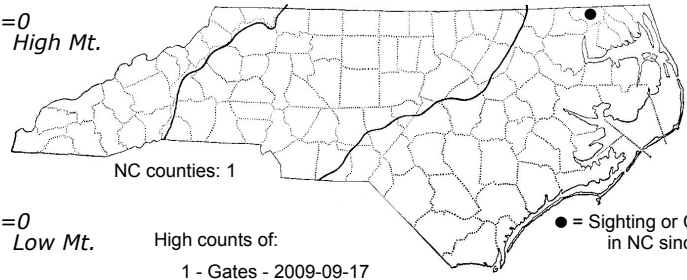 =0
High Mt.
NC counties: 1
=0
Low Mt.
High counts of:
1 - Gates - 2009-09-17
● = Sighting or
in NC